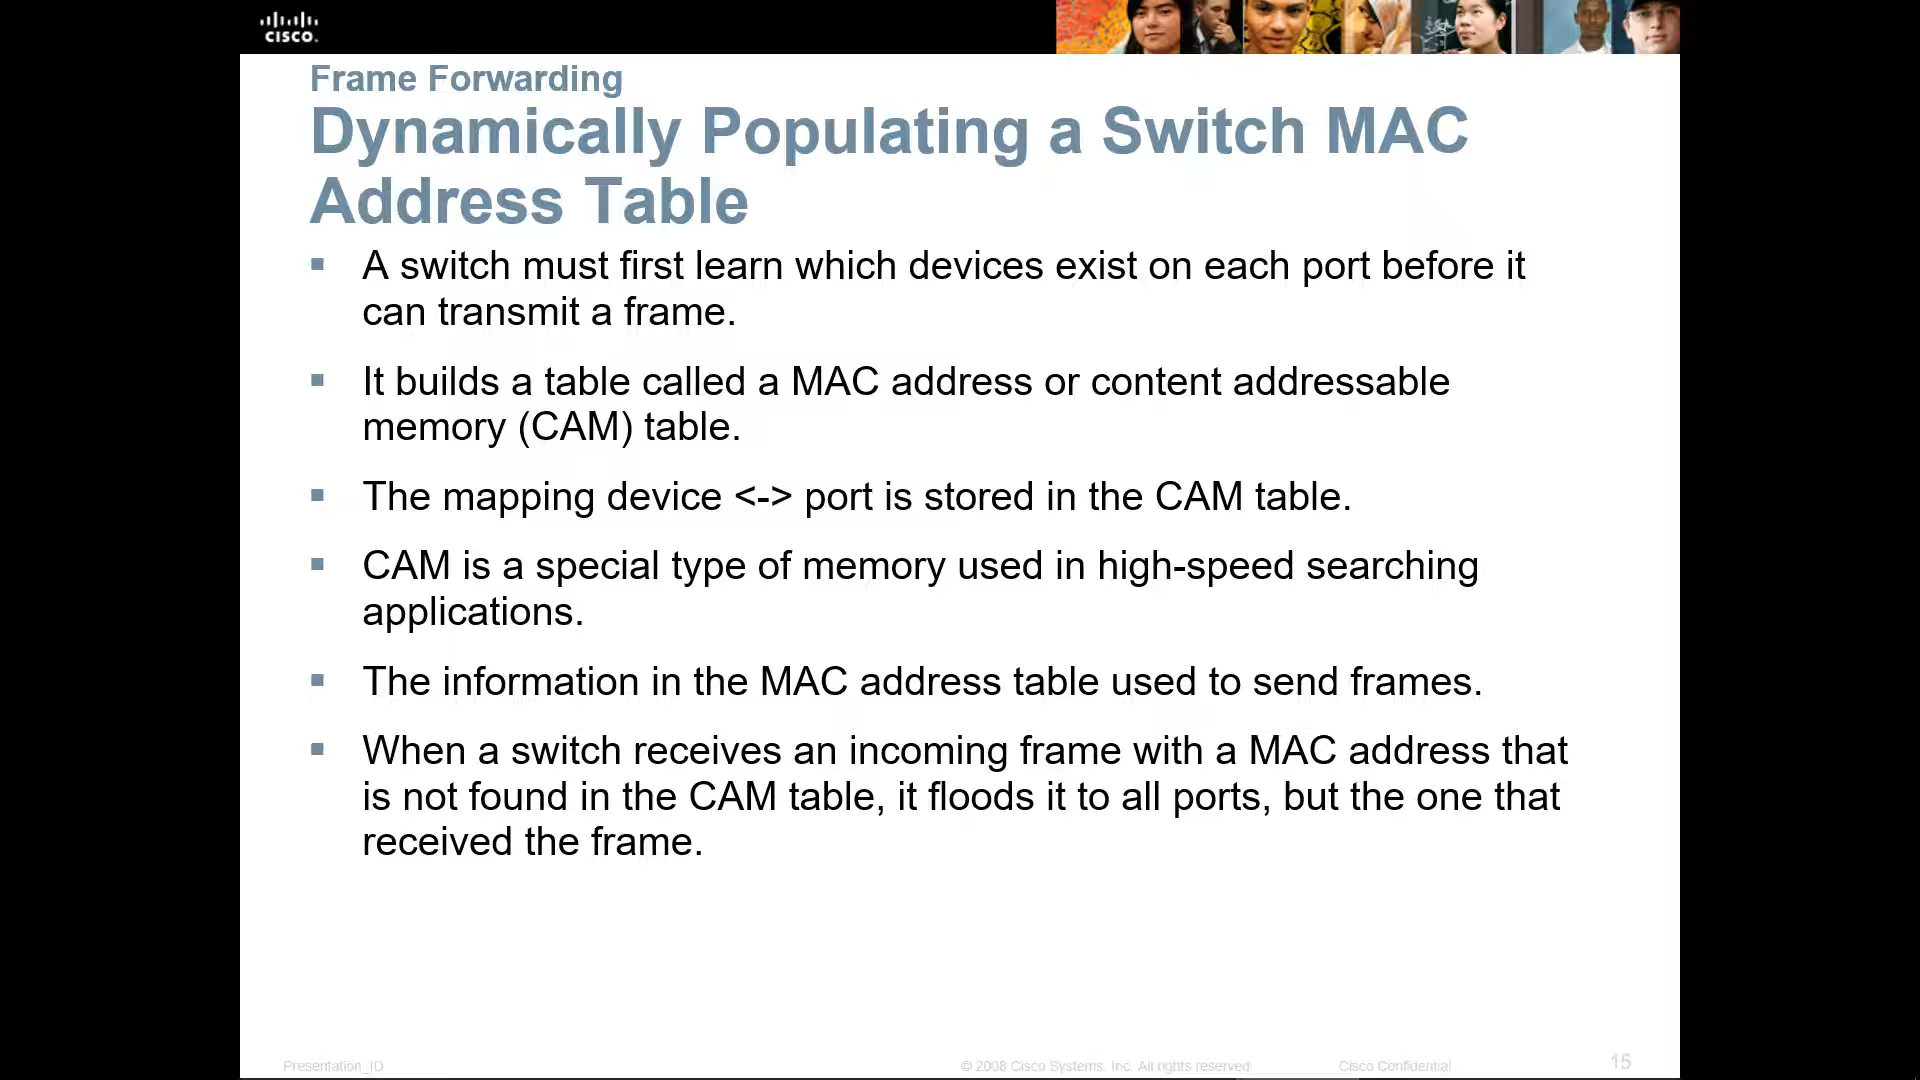 CISCO.
Frame Forwarding
Dynamically Populating a Switch MAC
Address Table
▪ A switch must first learn which devices exist on each port before it
can transmit a frame.
▪ It builds a table called a MAC address or content addressable
memory (CAM) table.
▪ The mapping device <-> port is stored in the CAM table.
▪ CAM is a special type of memory used in high-speed searching
applications.
▪ The information in the MAC address table used to send frames.
▪ When a switch receives an incoming frame with a MAC address that
is not found in the CAM table, it floods it to all ports, but the one that
received the frame.
Presentation_ID © 2008 Cisco Systems, Inc. All rights reserved Cisco Confidential 15